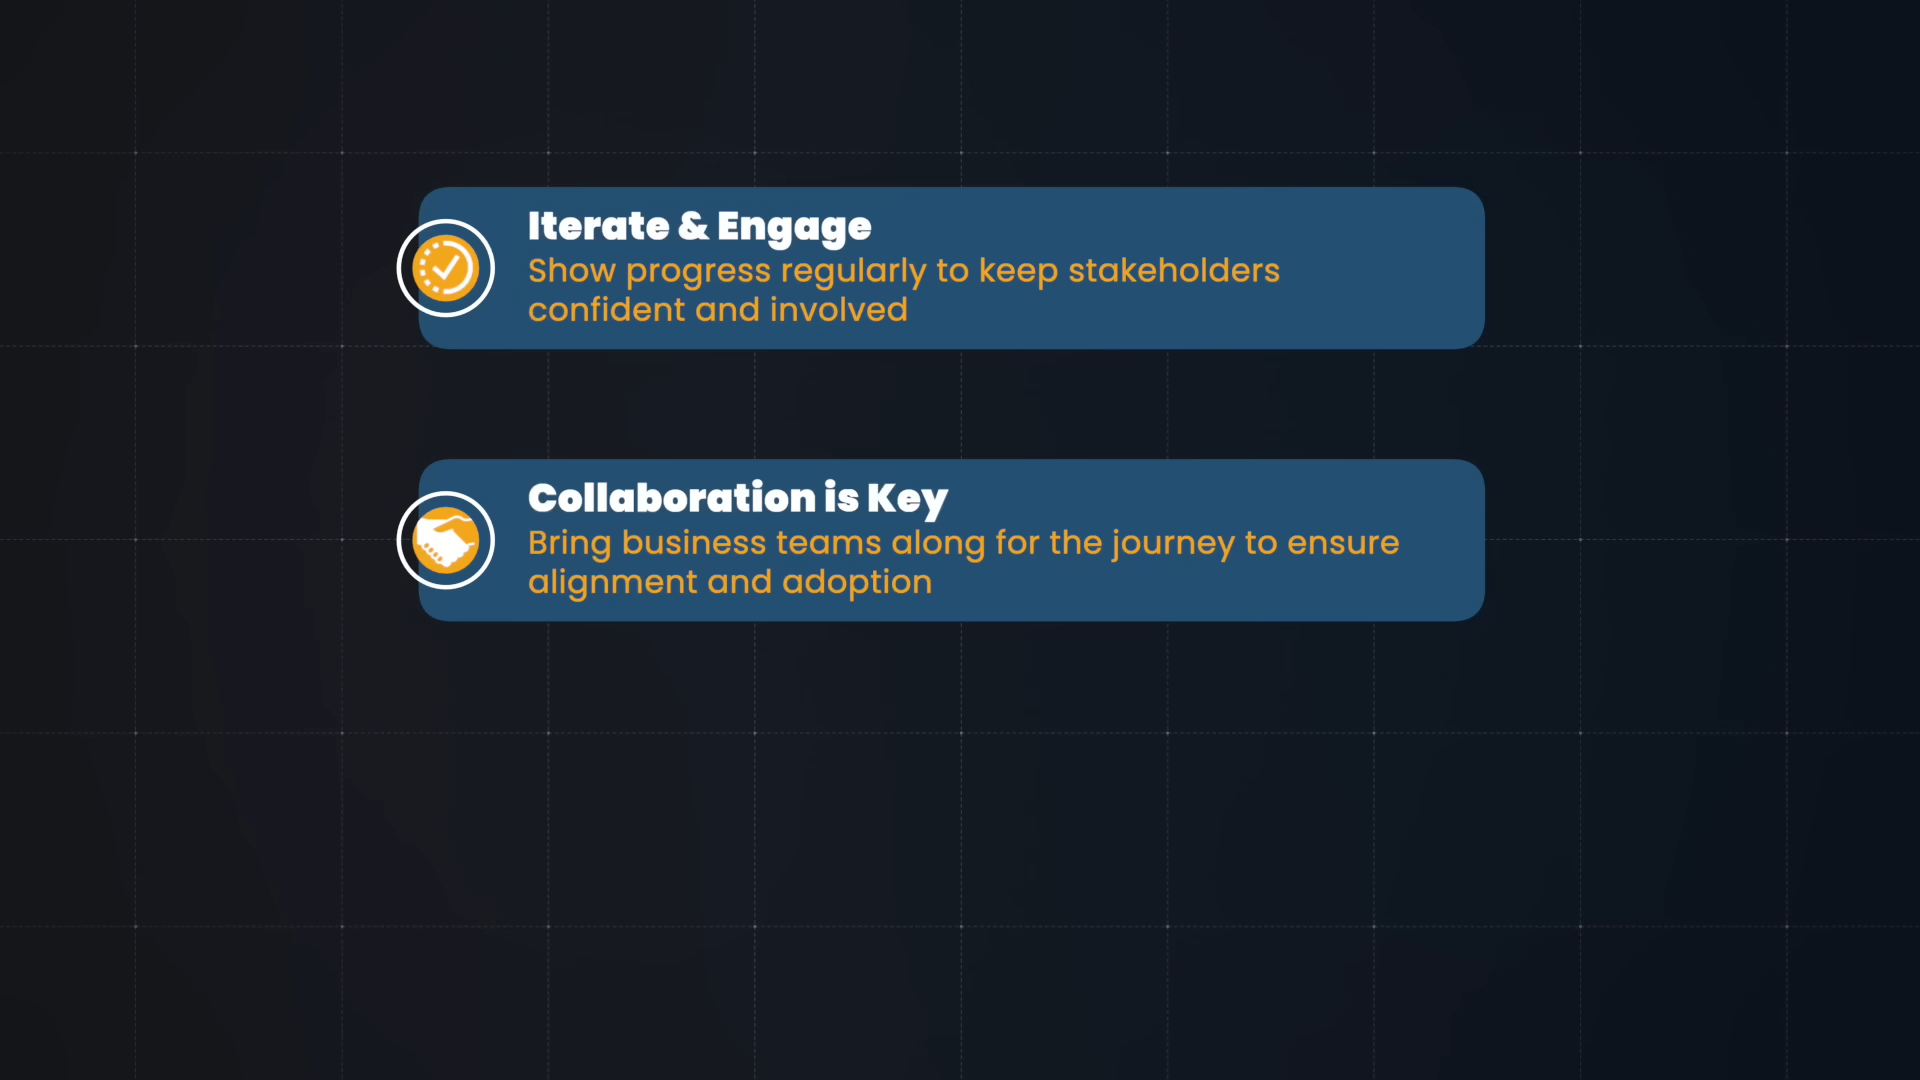 Iterate & Engage
Show progress regularly to keep stakeholders
confident and involved
Collaboration is Key
Bring business teams along for the journey to ensure
alignment and adoption